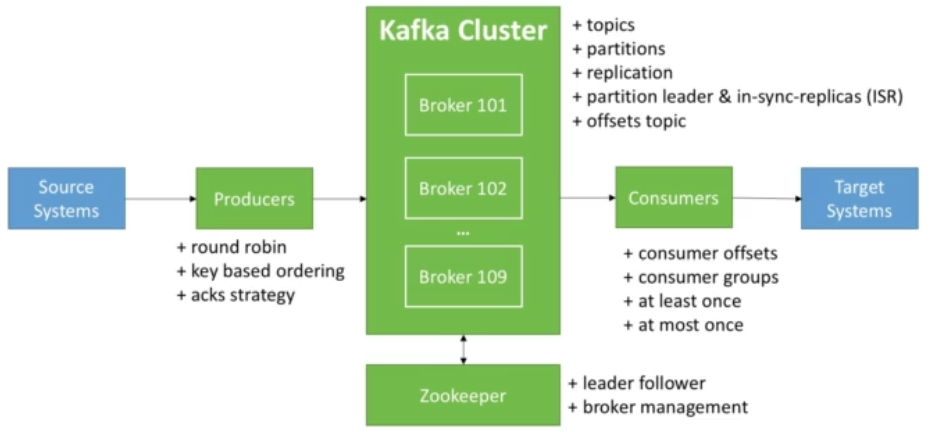 Kafka Cluster
Broker 101
Broker 102
...
Broker 109
+ topics
+ partitions
+ replication
+ partition leader & in-sync-replicas (ISR)
+ offsets topic
Source
Systems
Producers
+ round robin
+ key based ordering
+ acks strategy
Consumers
+ consumer offsets
+ consumer groups
+ at least once
+ at most once
Target
Systems
Zookeeper
+ leader follower
+ broker management